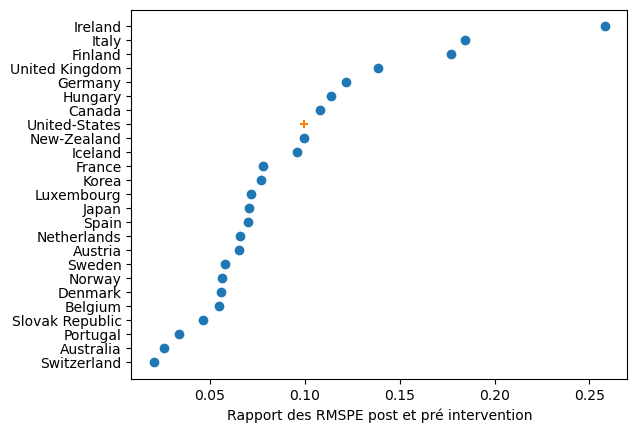 Ireland
Italy
Finland
United Kingdom
Germany
Hungary
Canada
United-States
New-Zealand
Iceland
France
Korea
Luxembourg
Japan
Spain
Netherlands
Austria
Sweden
Norway
Denmark
Belgium
Slovak Republic
Portugal
Australia
Switzerland
0.05 0.10 0.15 0.20 0.25
Rapport des RMSPE post et pré intervention